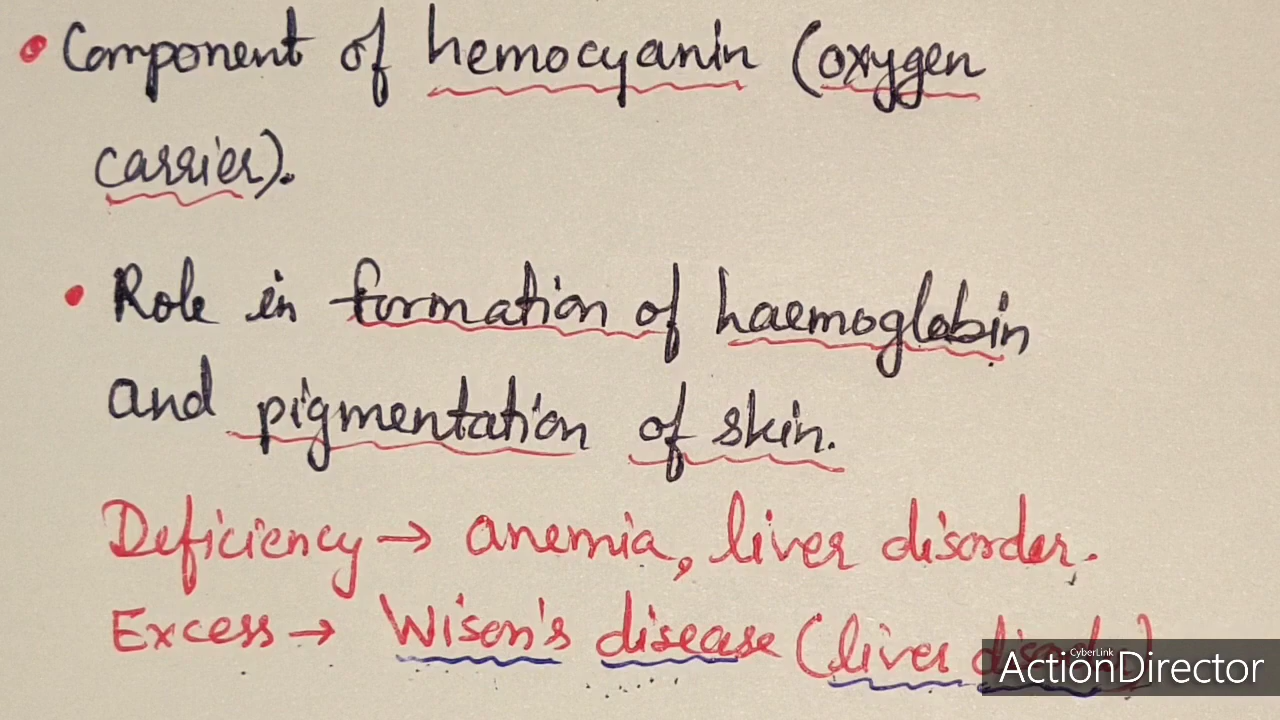 • Component of hemocyanin (oxygen
carrier).
• Role in formation of haemoglobin
and pigmentation of skin.
Deficiency → anemia, liver disorder.
Excess → Wison's disease (liver
CyberLink
ActionDirector